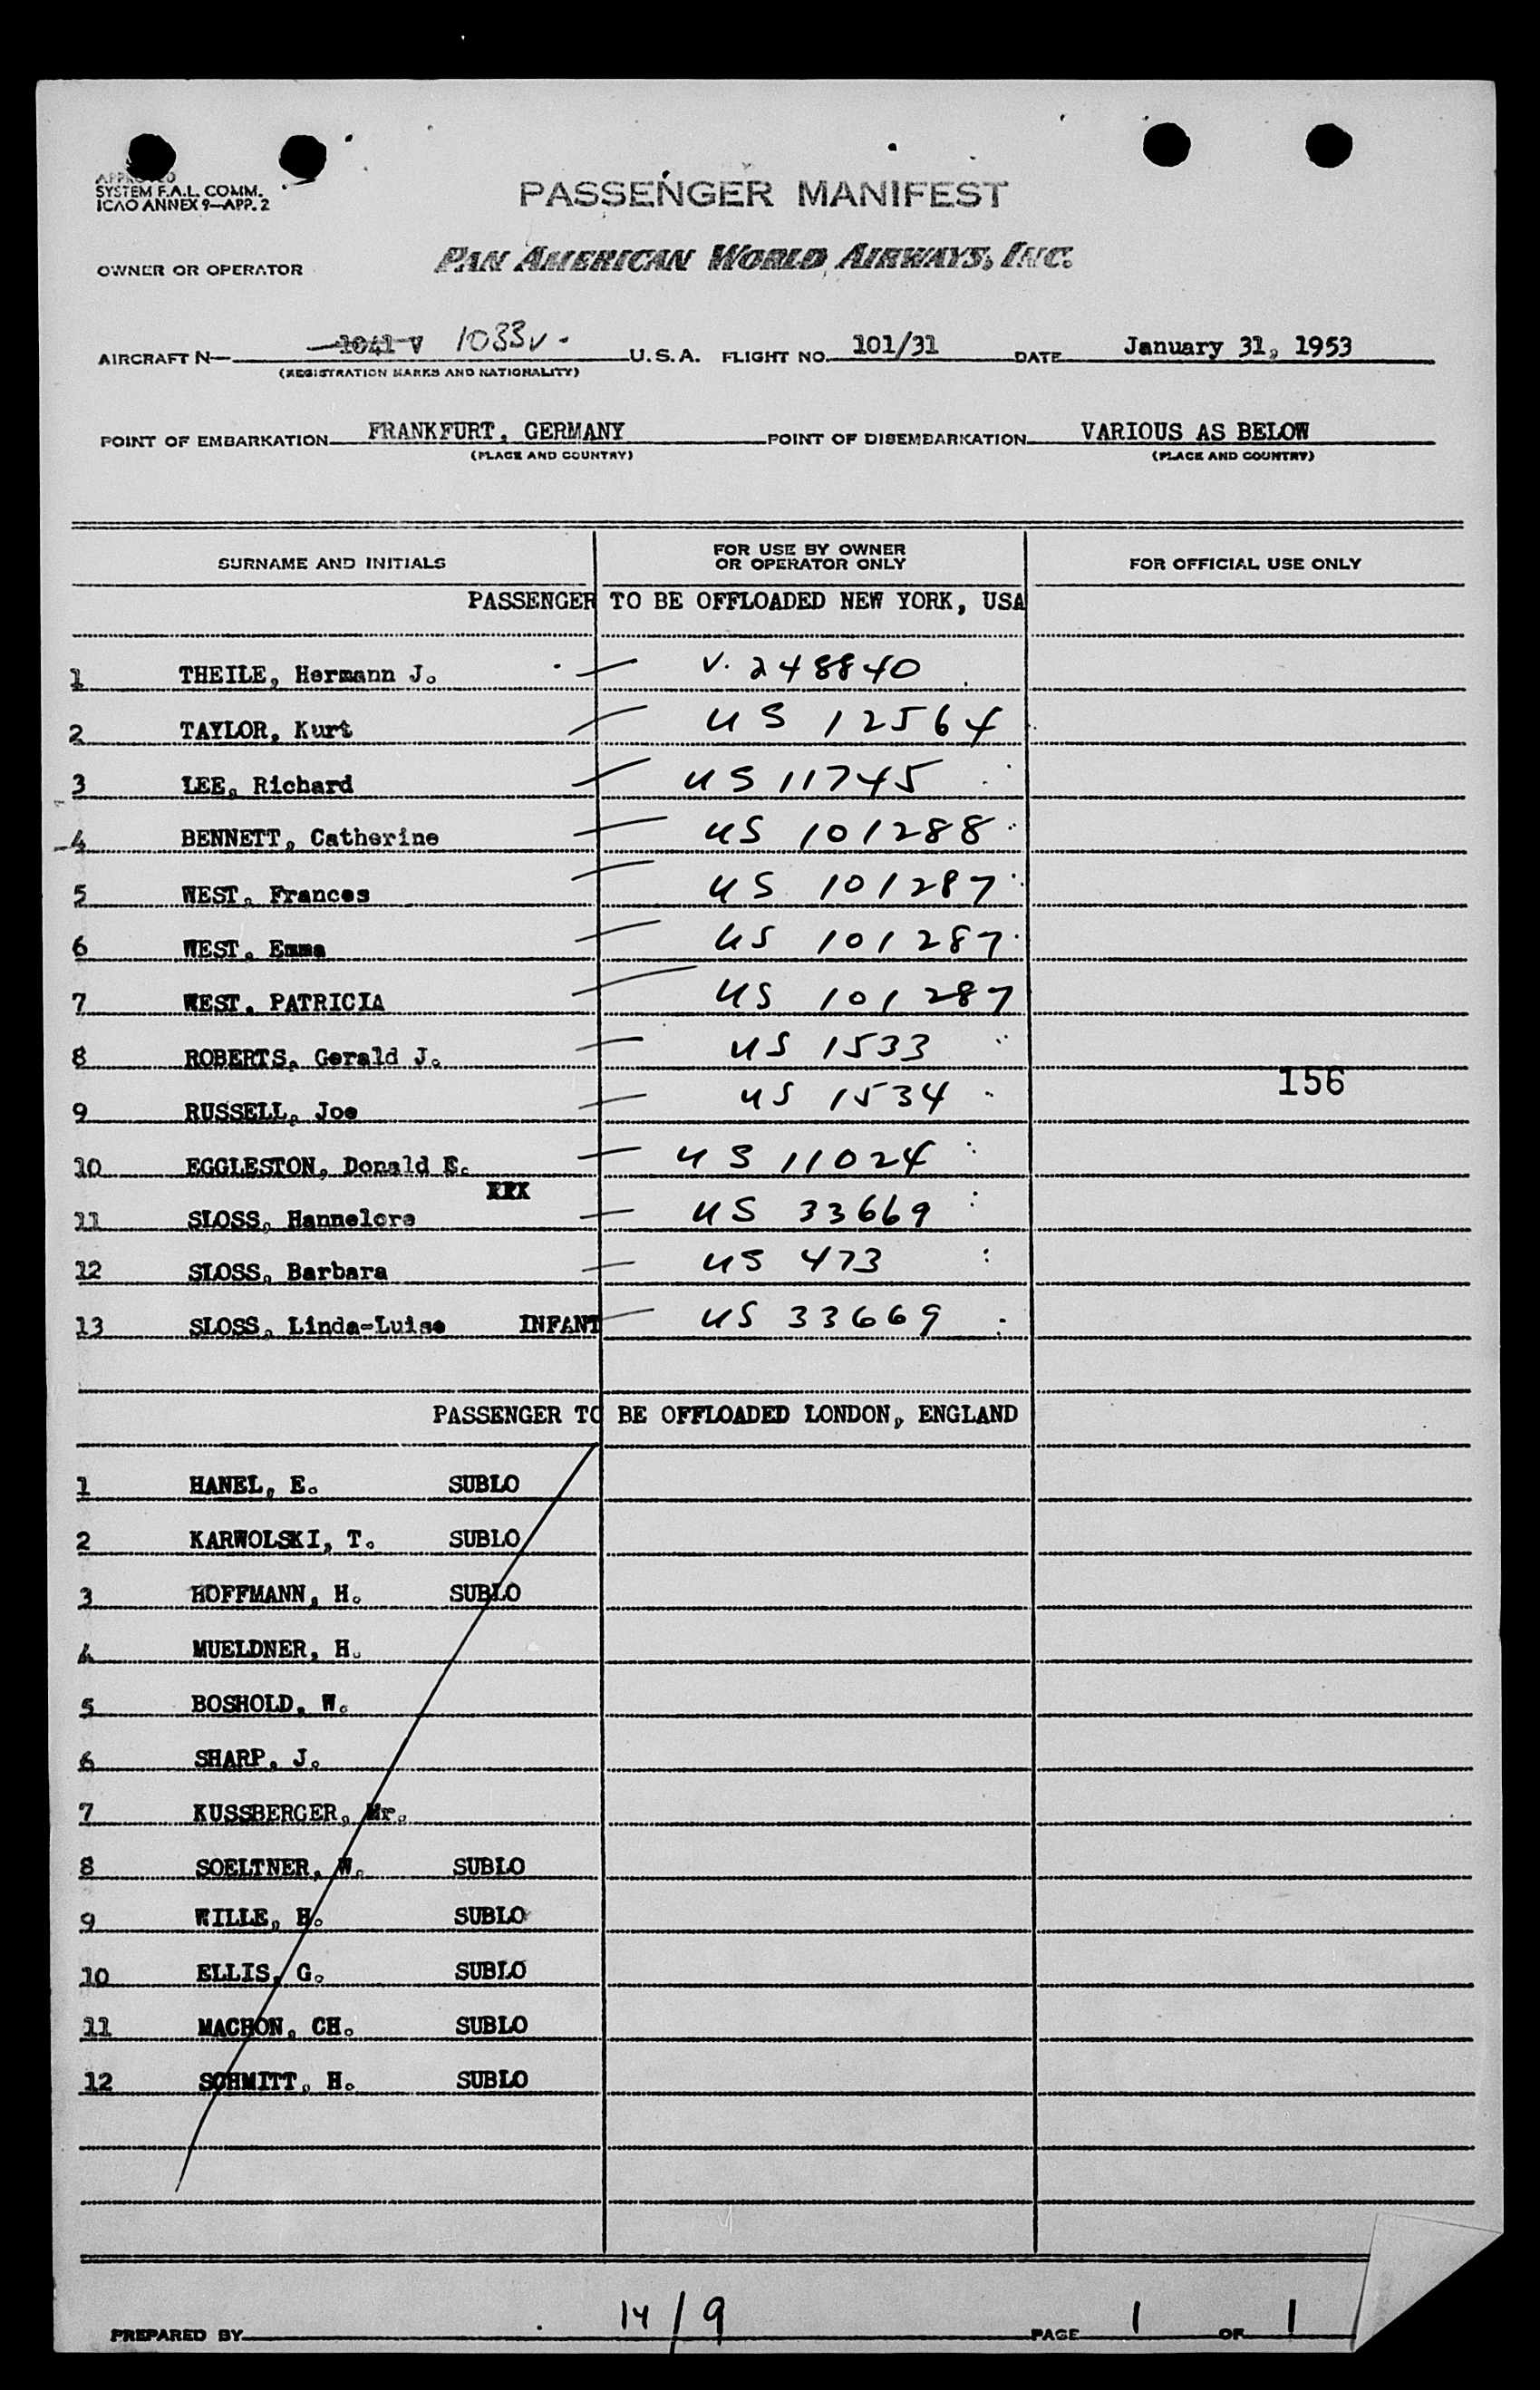 APPROVED
SYSTEM F.A.L. COMM.
ICAO ANNEX 9—APP. 2
PASSENGER MANIFEST
OWNER OR OPERATOR PAN AMERICAN WORLD AIRWAYS, INC.
AIRCRAFT N— 1041 V 1033V. U.S.A. FLIGHT NO. 101/31 DATE January 31, 1953
(REGISTRATION MARKS AND NATIONALITY)
POINT OF EMBARKATION FRANKFURT, GERMANY POINT OF DISEMBARKATION VARIOUS AS BELOW
(PLACE AND COUNTRY) (PLACE AND COUNTRY)
SURNAME AND INITIALS FOR USE BY OWNER OR OPERATOR ONLY FOR OFFICIAL USE ONLY
PASSENGER TO BE OFFLOADED NEW YORK, USA
1 THEILE, Hermann J. V. 248840
2 TAYLOR, Kurt US 12564
3 LEE, Richard US 11745
4 BENNETT, Catherine US 101288
5 WEST, Frances US 101287
6 WEST, Emma US 101287
7 WEST, PATRICIA US 101287
8 ROBERTS, Gerald J. US 1533
156
9 RUSSELL, Joe US 1534
10 EGGLESTON, Donald E. US 11024
XXX
11 SLOSS, Hannelore US 33669
12 SLOSS, Barbara US 473
13 SLOSS, Linda-Luise INFANT US 33669
PASSENGER TO BE OFFLOADED LONDON, ENGLAND
1 HANEL, E. SUBLO
2 KARWOLSKI, T. SUBLO
3 HOFFMANN, H. SUBLO
4 MUELDNER, H.
5 BOSHOLD, W.
6 SHARP, J.
7 KUSSBERGER, Mr.
8 SOELTNER, W. SUBLO
9 WILLE, H. SUBLO
10 ELLIS, G. SUBLO
11 MACHON, CH. SUBLO
12 SCHMITT, H. SUBLO
PREPARED BY 14/9 PAGE 1 OF 1